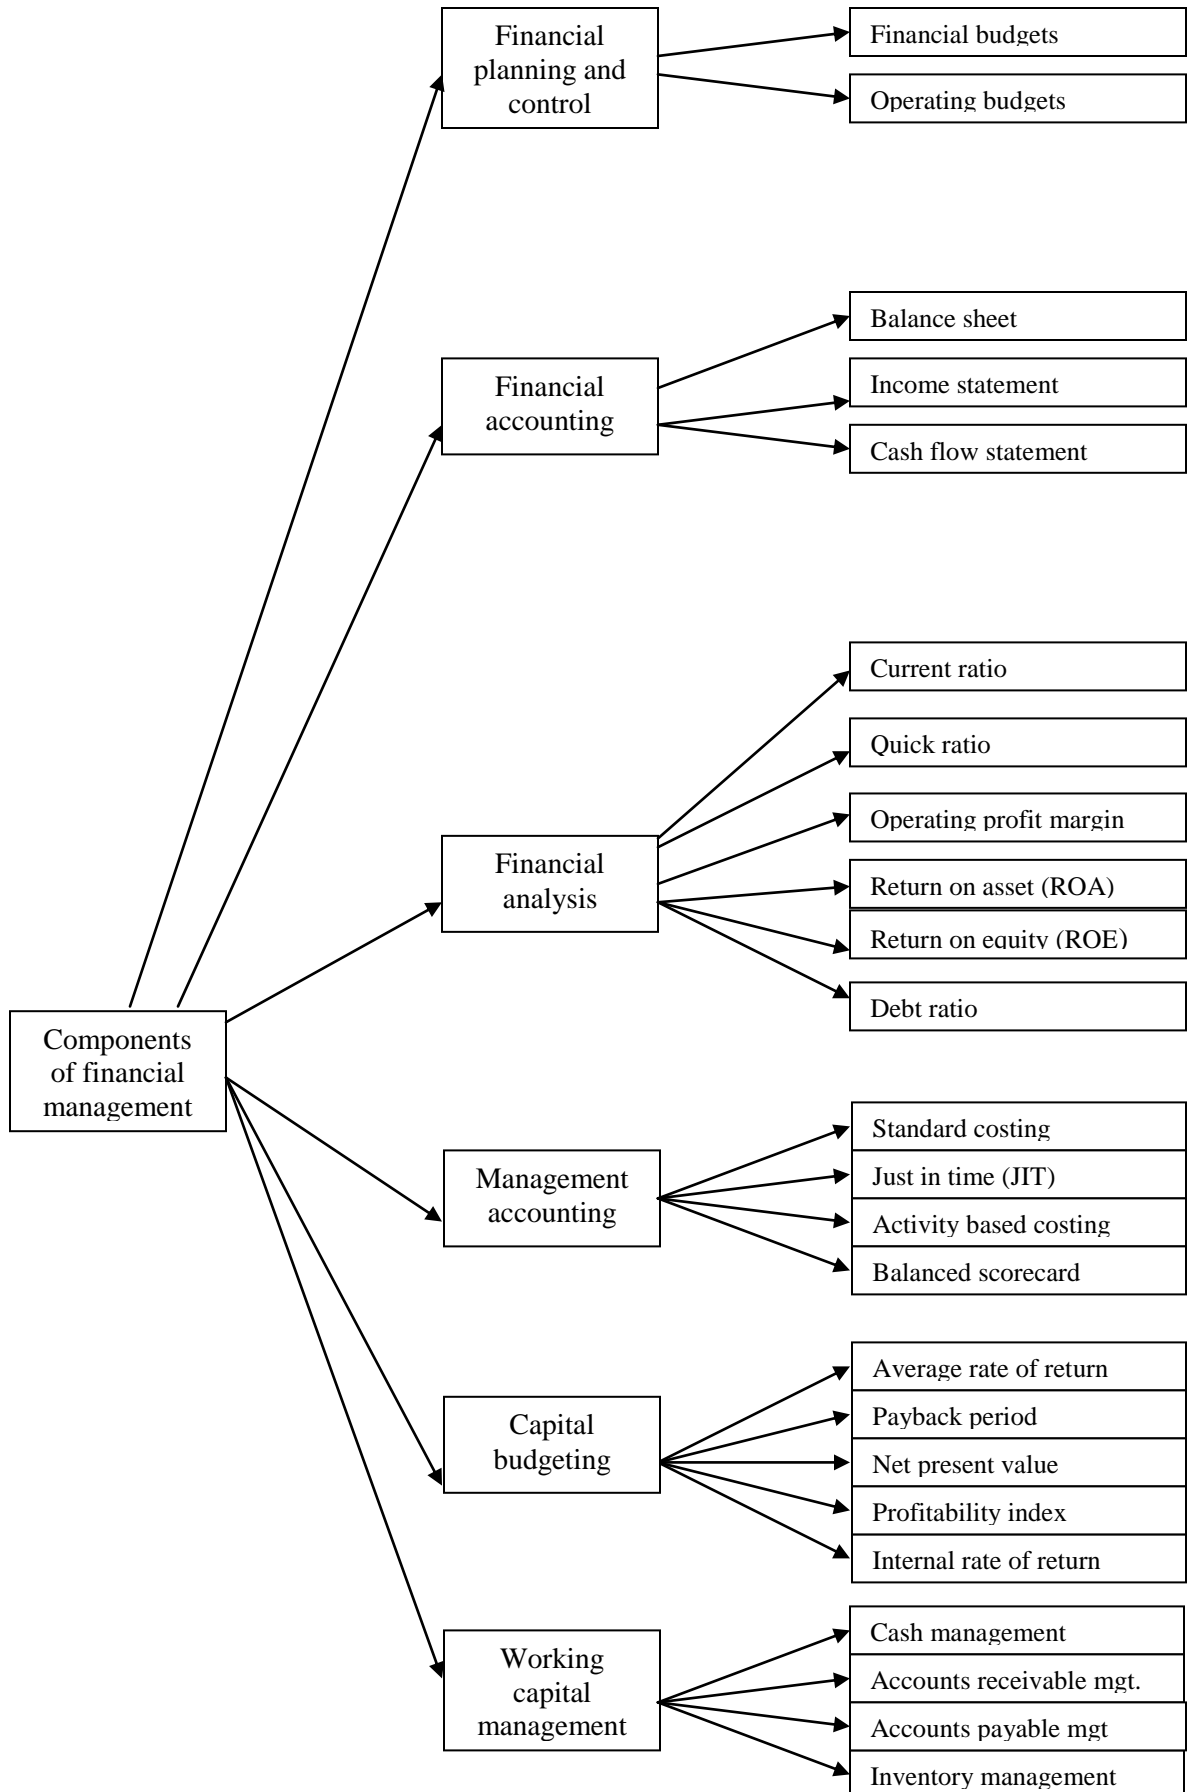 Financial
planning and
control
Financial budgets
Operating budgets
Financial
accounting
Balance sheet
Income statement
Cash flow statement
Financial
analysis
Current ratio
Quick ratio
Operating profit margin
Return on asset (ROA)
Return on equity (ROE)
Debt ratio
Components
of financial
management
Management
accounting
Standard costing
Just in time (JIT)
Activity based costing
Balanced scorecard
Capital
budgeting
Average rate of return
Payback period
Net present value
Profitability index
Internal rate of return
Working
capital
management
Cash management
Accounts receivable mgt.
Accounts payable mgt
Inventory management